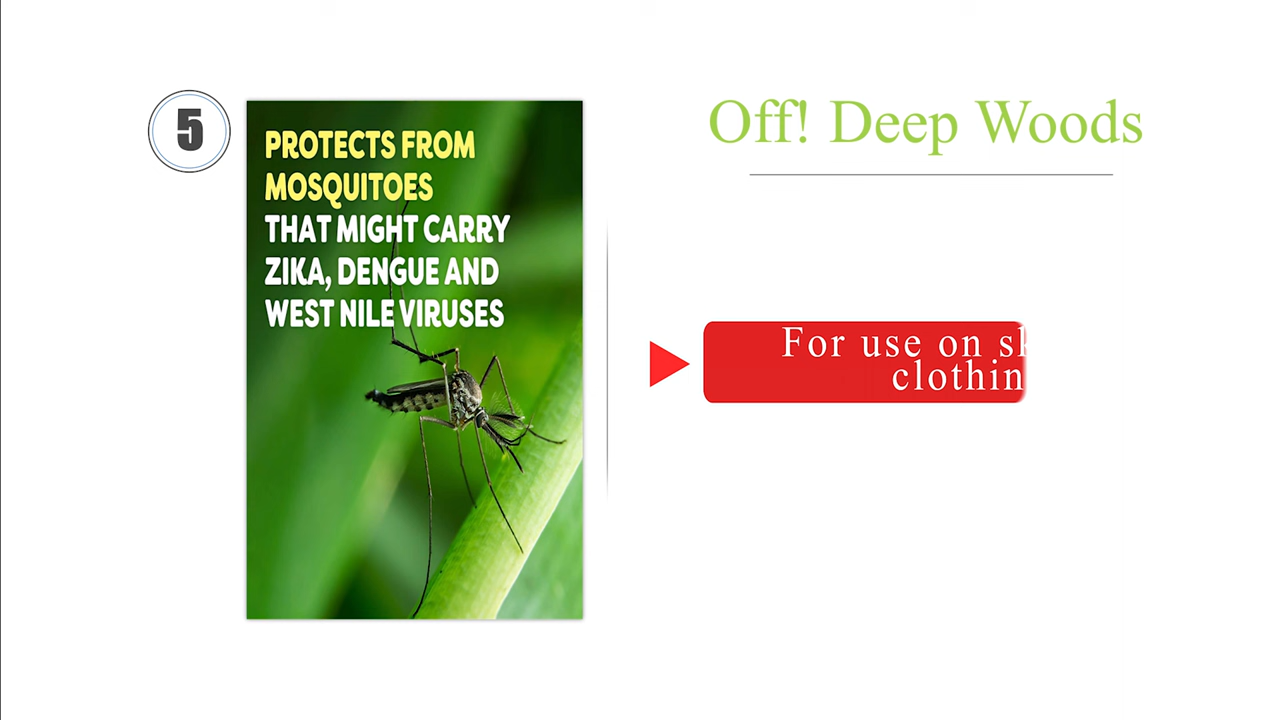 5
PROTECTS FROM
MOSQUITOES
THAT MIGHT CARRY
ZIKA, DENGUE AND
WEST NILE VIRUSES
Off! Deep Woods
For use on